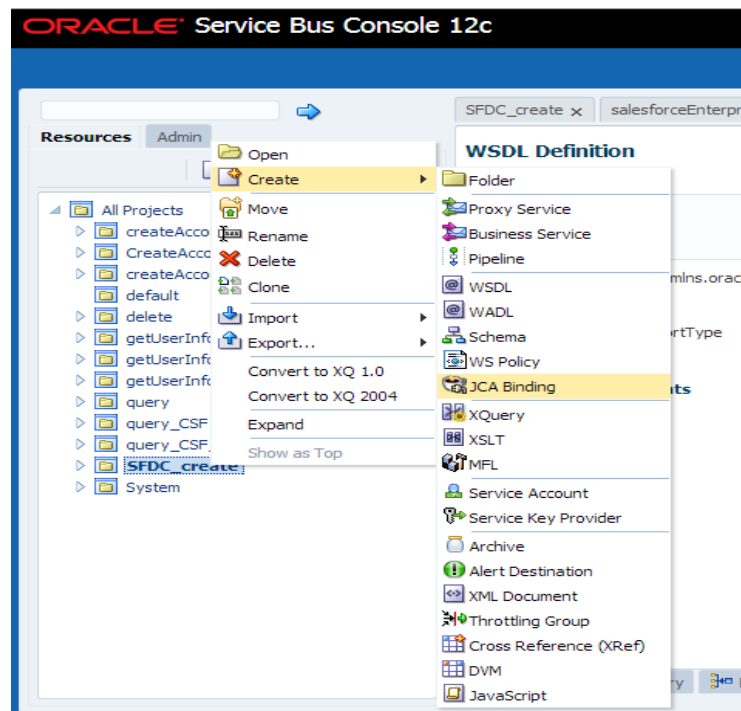 ORACLE Service Bus Console 12c
SFDC_create x
salesforceEnterpr
Resources
Admin
WSDL Definition
Open
Create
Move
Rename
Delete
Clone
Import
Export...
Convert to XQ 1.0
Convert to XQ 2004
Expand
Show as Top
All Projects
createAcco
CreateAccc
createAcco
default
delete
getUserInfo
getUserInfo
getUserInfo
query
query_CSF
query_CSF_
SFDC_create
System
Folder
Proxy Service
Business Service
Pipeline
WSDL
WADL
Schema
WS Policy
JCA Binding
XQuery
XSLT
MFL
Service Account
Service Key Provider
Archive
Alert Destination
XML Document
Throttling Group
Cross Reference (XRef)
DVM
JavaScript
mlns.orac
rtType
ts
ry